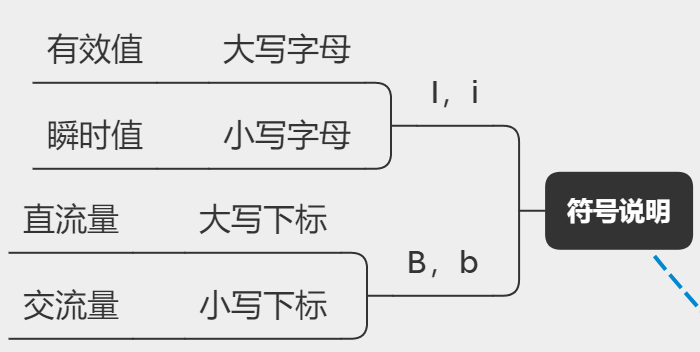 有效值 大写字母
I，i
瞬时值 小写字母
符号说明
直流量 大写下标
B，b
交流量 小写下标